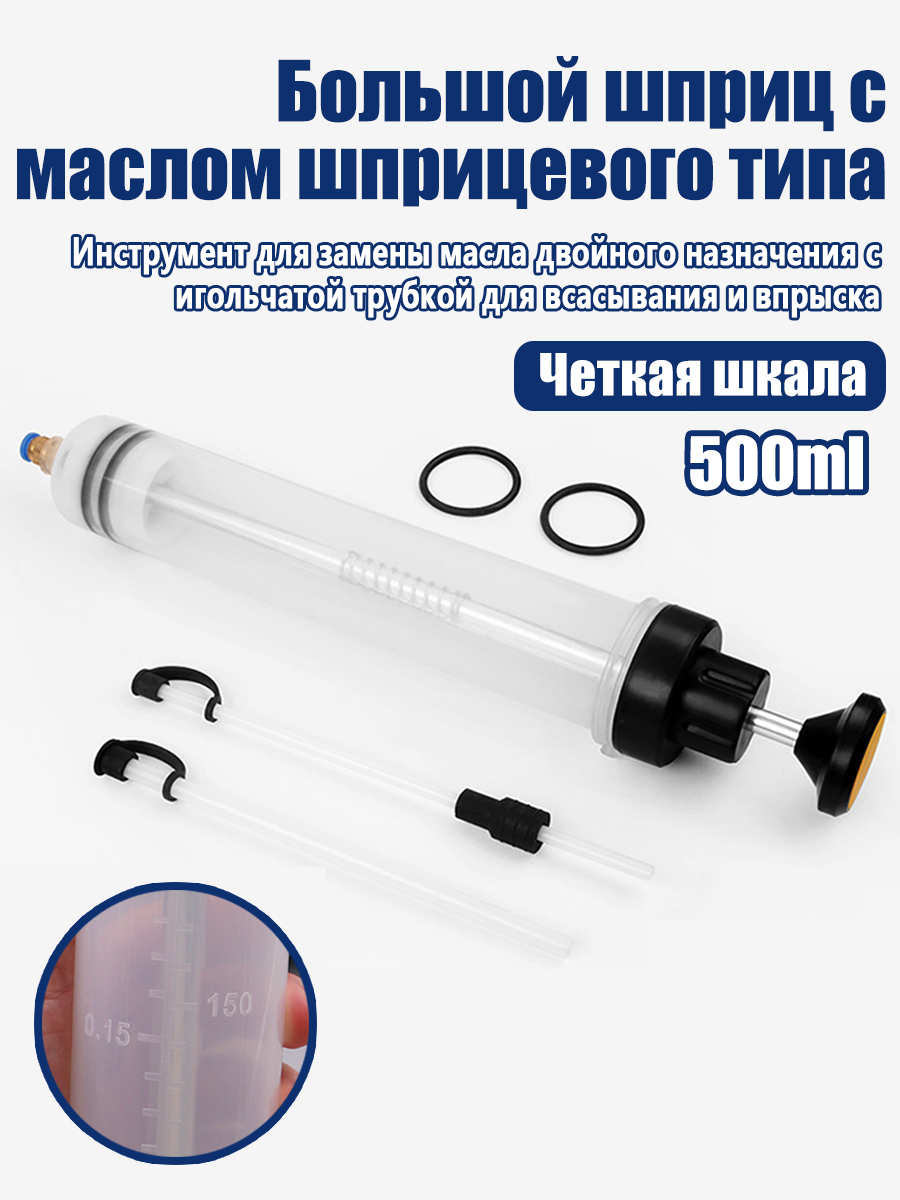 Большой шприц с
маслом шприцевого типа
Инструмент для замены масла двойного назначения с
игольчатой трубкой для всасывания и впрыска
Четкая шкала
500ml
150
0.15